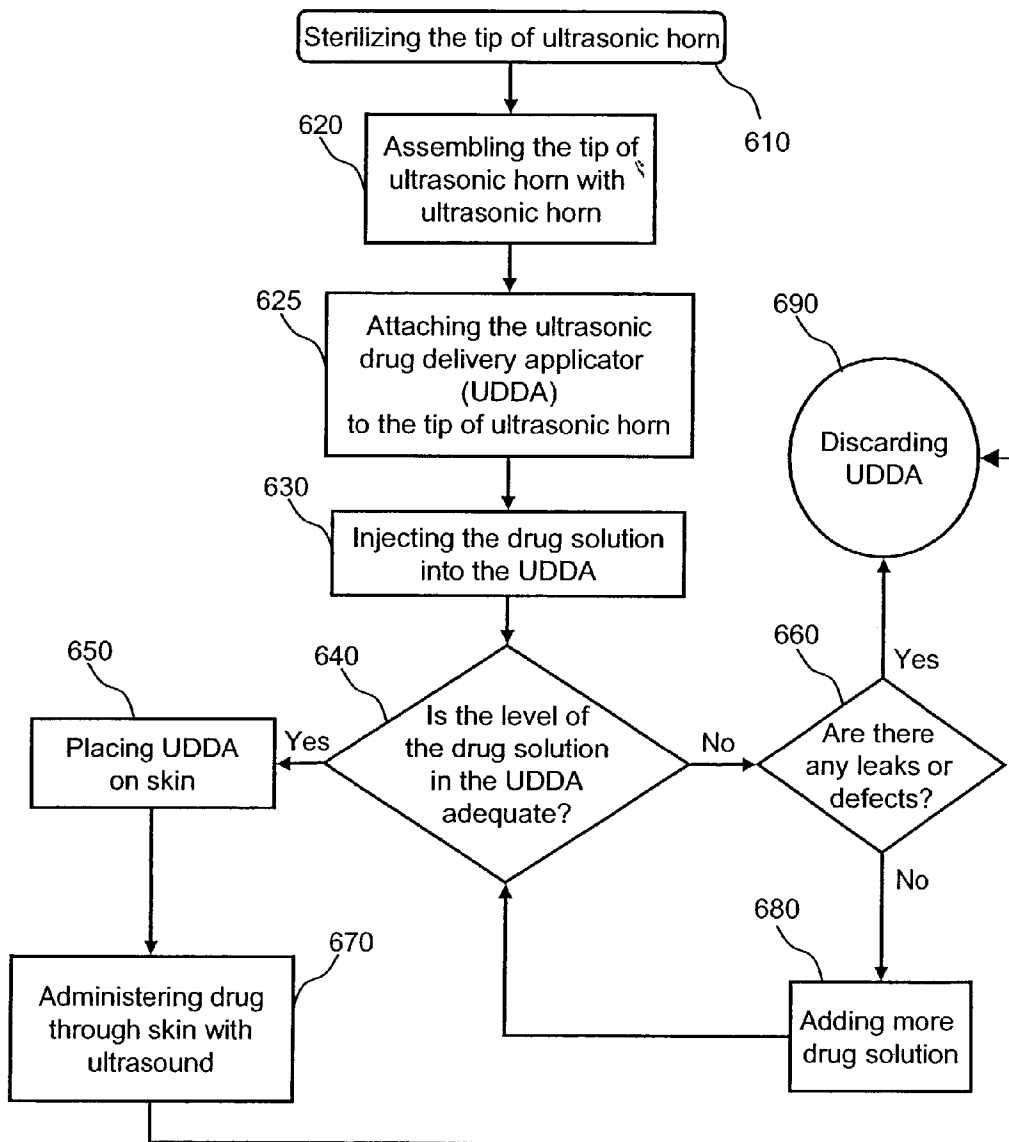 Sterilizing the tip of ultrasonic horn
610
620
Assembling the tip of
ultrasonic horn with
ultrasonic horn
625
Attaching the ultrasonic
drug delivery applicator
(UDDA)
to the tip of ultrasonic horn
690
Discarding
UDDA
630
Injecting the drug solution
into the UDDA
640
Is the level of
the drug solution
in the UDDA
adequate?
Yes
No
650
Placing UDDA
on skin
660
Are there
any leaks or
defects?
Yes
No
670
Administering drug
through skin with
ultrasound
680
Adding more
drug solution